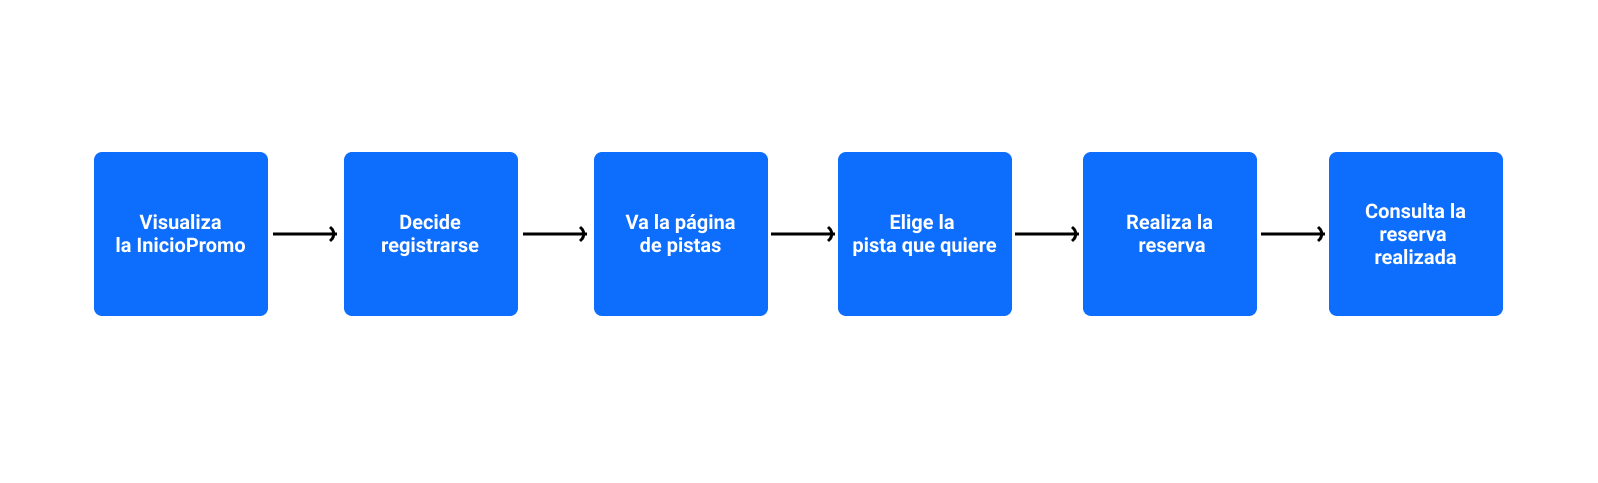 Visualiza
la InicioPromo
Decide
registrarse
Va la página
de pistas
Elige la
pista que quiere
Realiza la
reserva
Consulta la
reserva
realizada